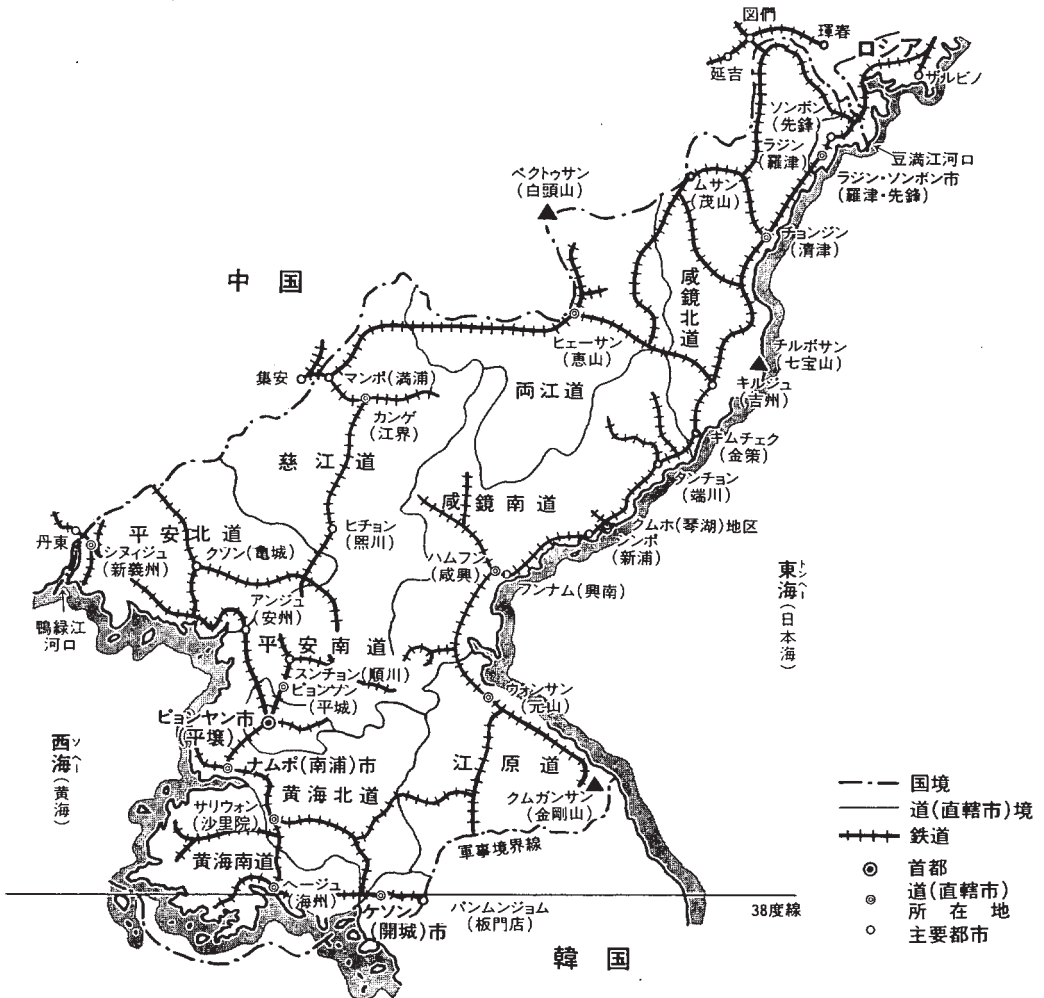 図們
琿春
ロシア
延吉
ザルビノ
ソンボン
(先鋒)
ラジン
(羅津)
豆満江河口
ラジン・ソンボン市
(羅津・先鋒)
ペクトゥサン
(白頭山)
ムサン
(茂山)
チョンジン
(清津)
中国
咸鏡北道
ヒェーサン
(恵山)
チルボサン
(七宝山)
集安
マンポ(満浦)
両江道
キルジュ
(吉州)
カンゲ
(江界)
キムチェク
(金策)
慈江道
タンチョン
(端川)
咸鏡南道
平安北道
ヒチョン
(熙川)
クムホ(琴湖)地区
シンポ
(新浦)
丹東
シヌィジュ
(新義州)
クソン(亀城)
ハムフン
(咸興)
フンナム(興南)
東海(日本海)
トンヘー
アンジュ
(安州)
鴨緑江
河口
平安南道
スンチョン(順川)
ピョンソン
(平城)
ウォンサン
(元山)
ピョンヤン市
(平壌)
西海(黄海)
ソヘー
ナムポ(南浦)市
江原道
黄海北道
クムガンサン
(金剛山)
サリウォン
(沙里院)
軍事境界線
黄海南道
ヘージュ
(海州)
パンムンジョム
(板門店)
38度線
ケソン
(開城)市
韓国
国境
道(直轄市)境
鉄道
首都
道(直轄市)
所在地
主要都市